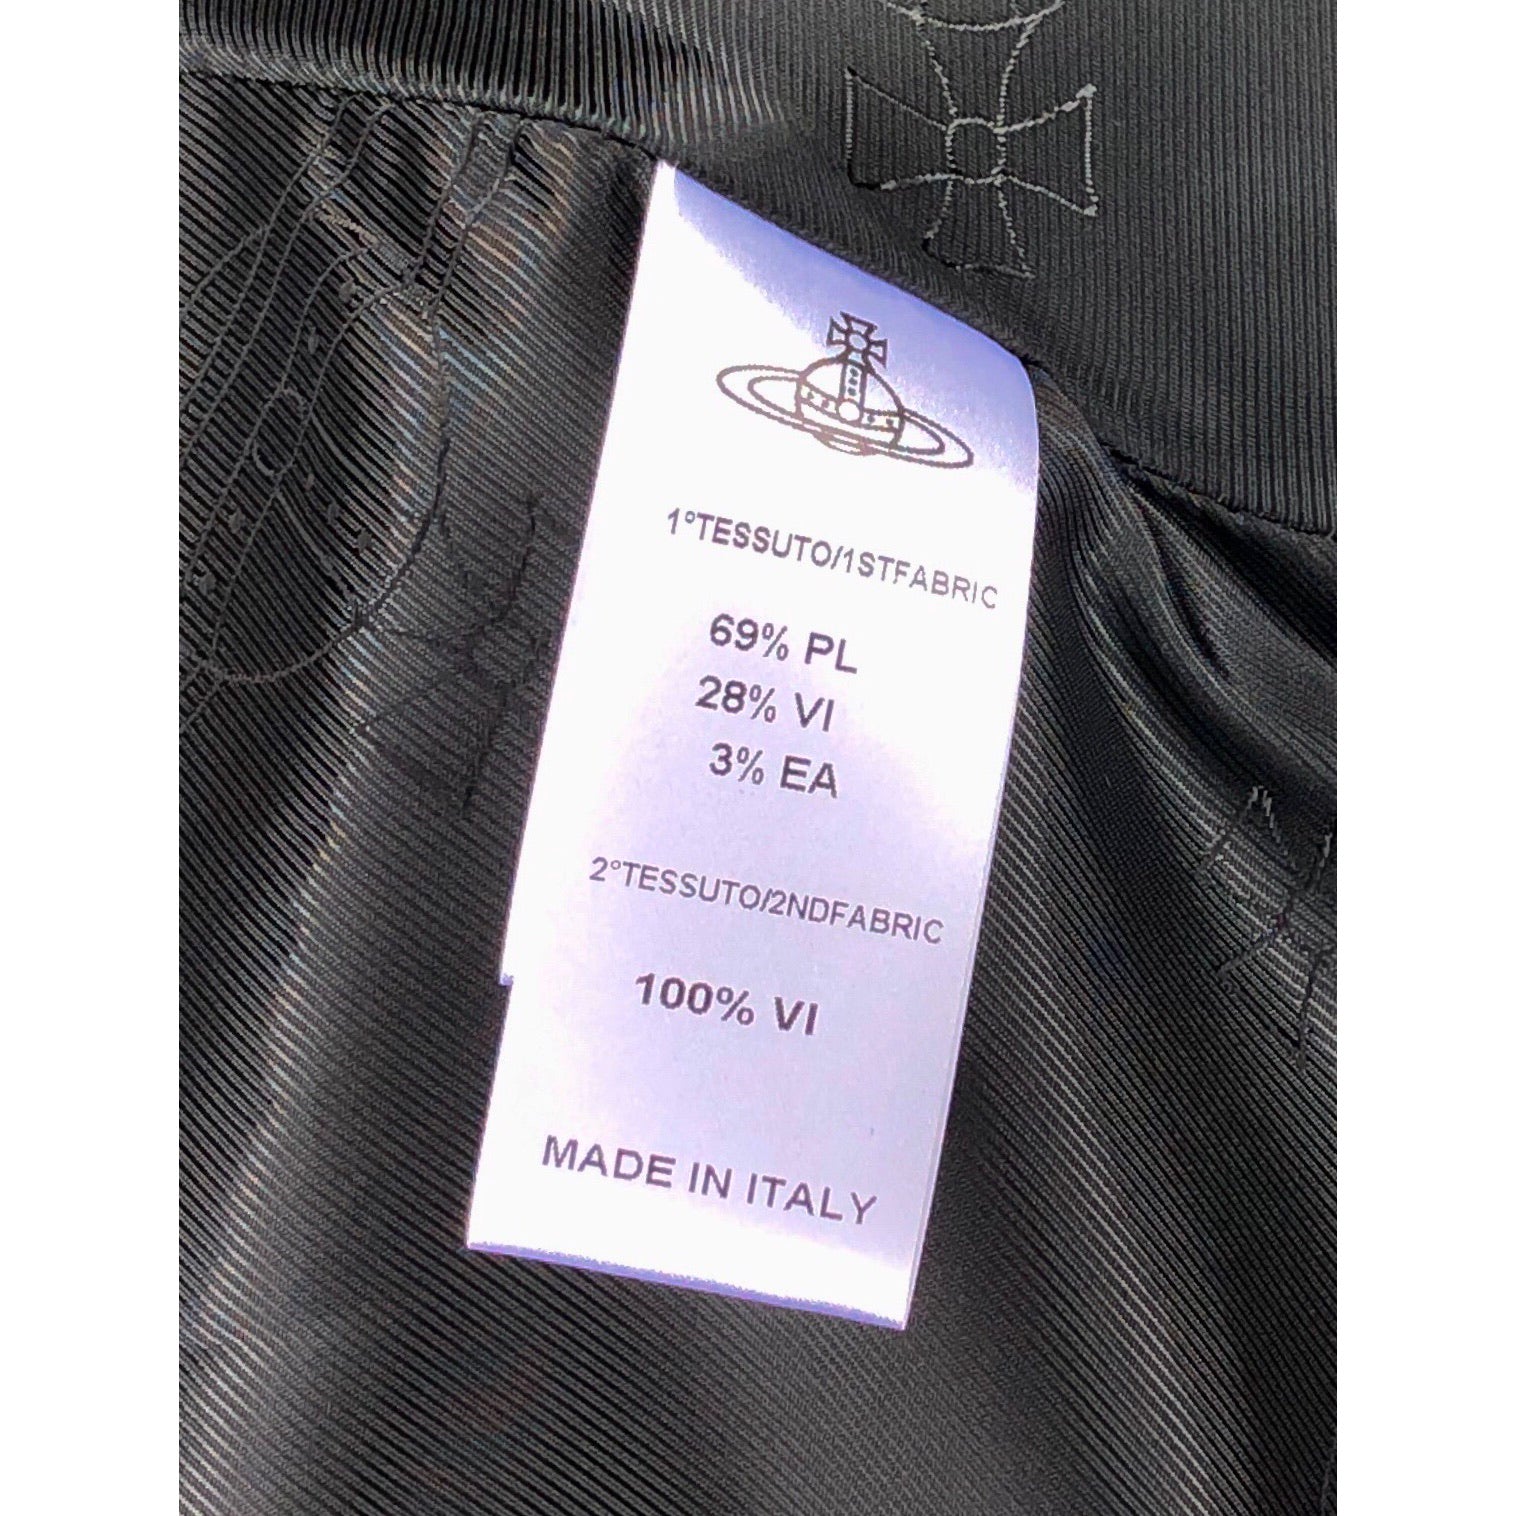 1°TESSUTO/1STFABRIC
69% PL
28% VI
3% EA
2°TESSUTO/2NDFABRIC
100% VI
MADE IN ITALY